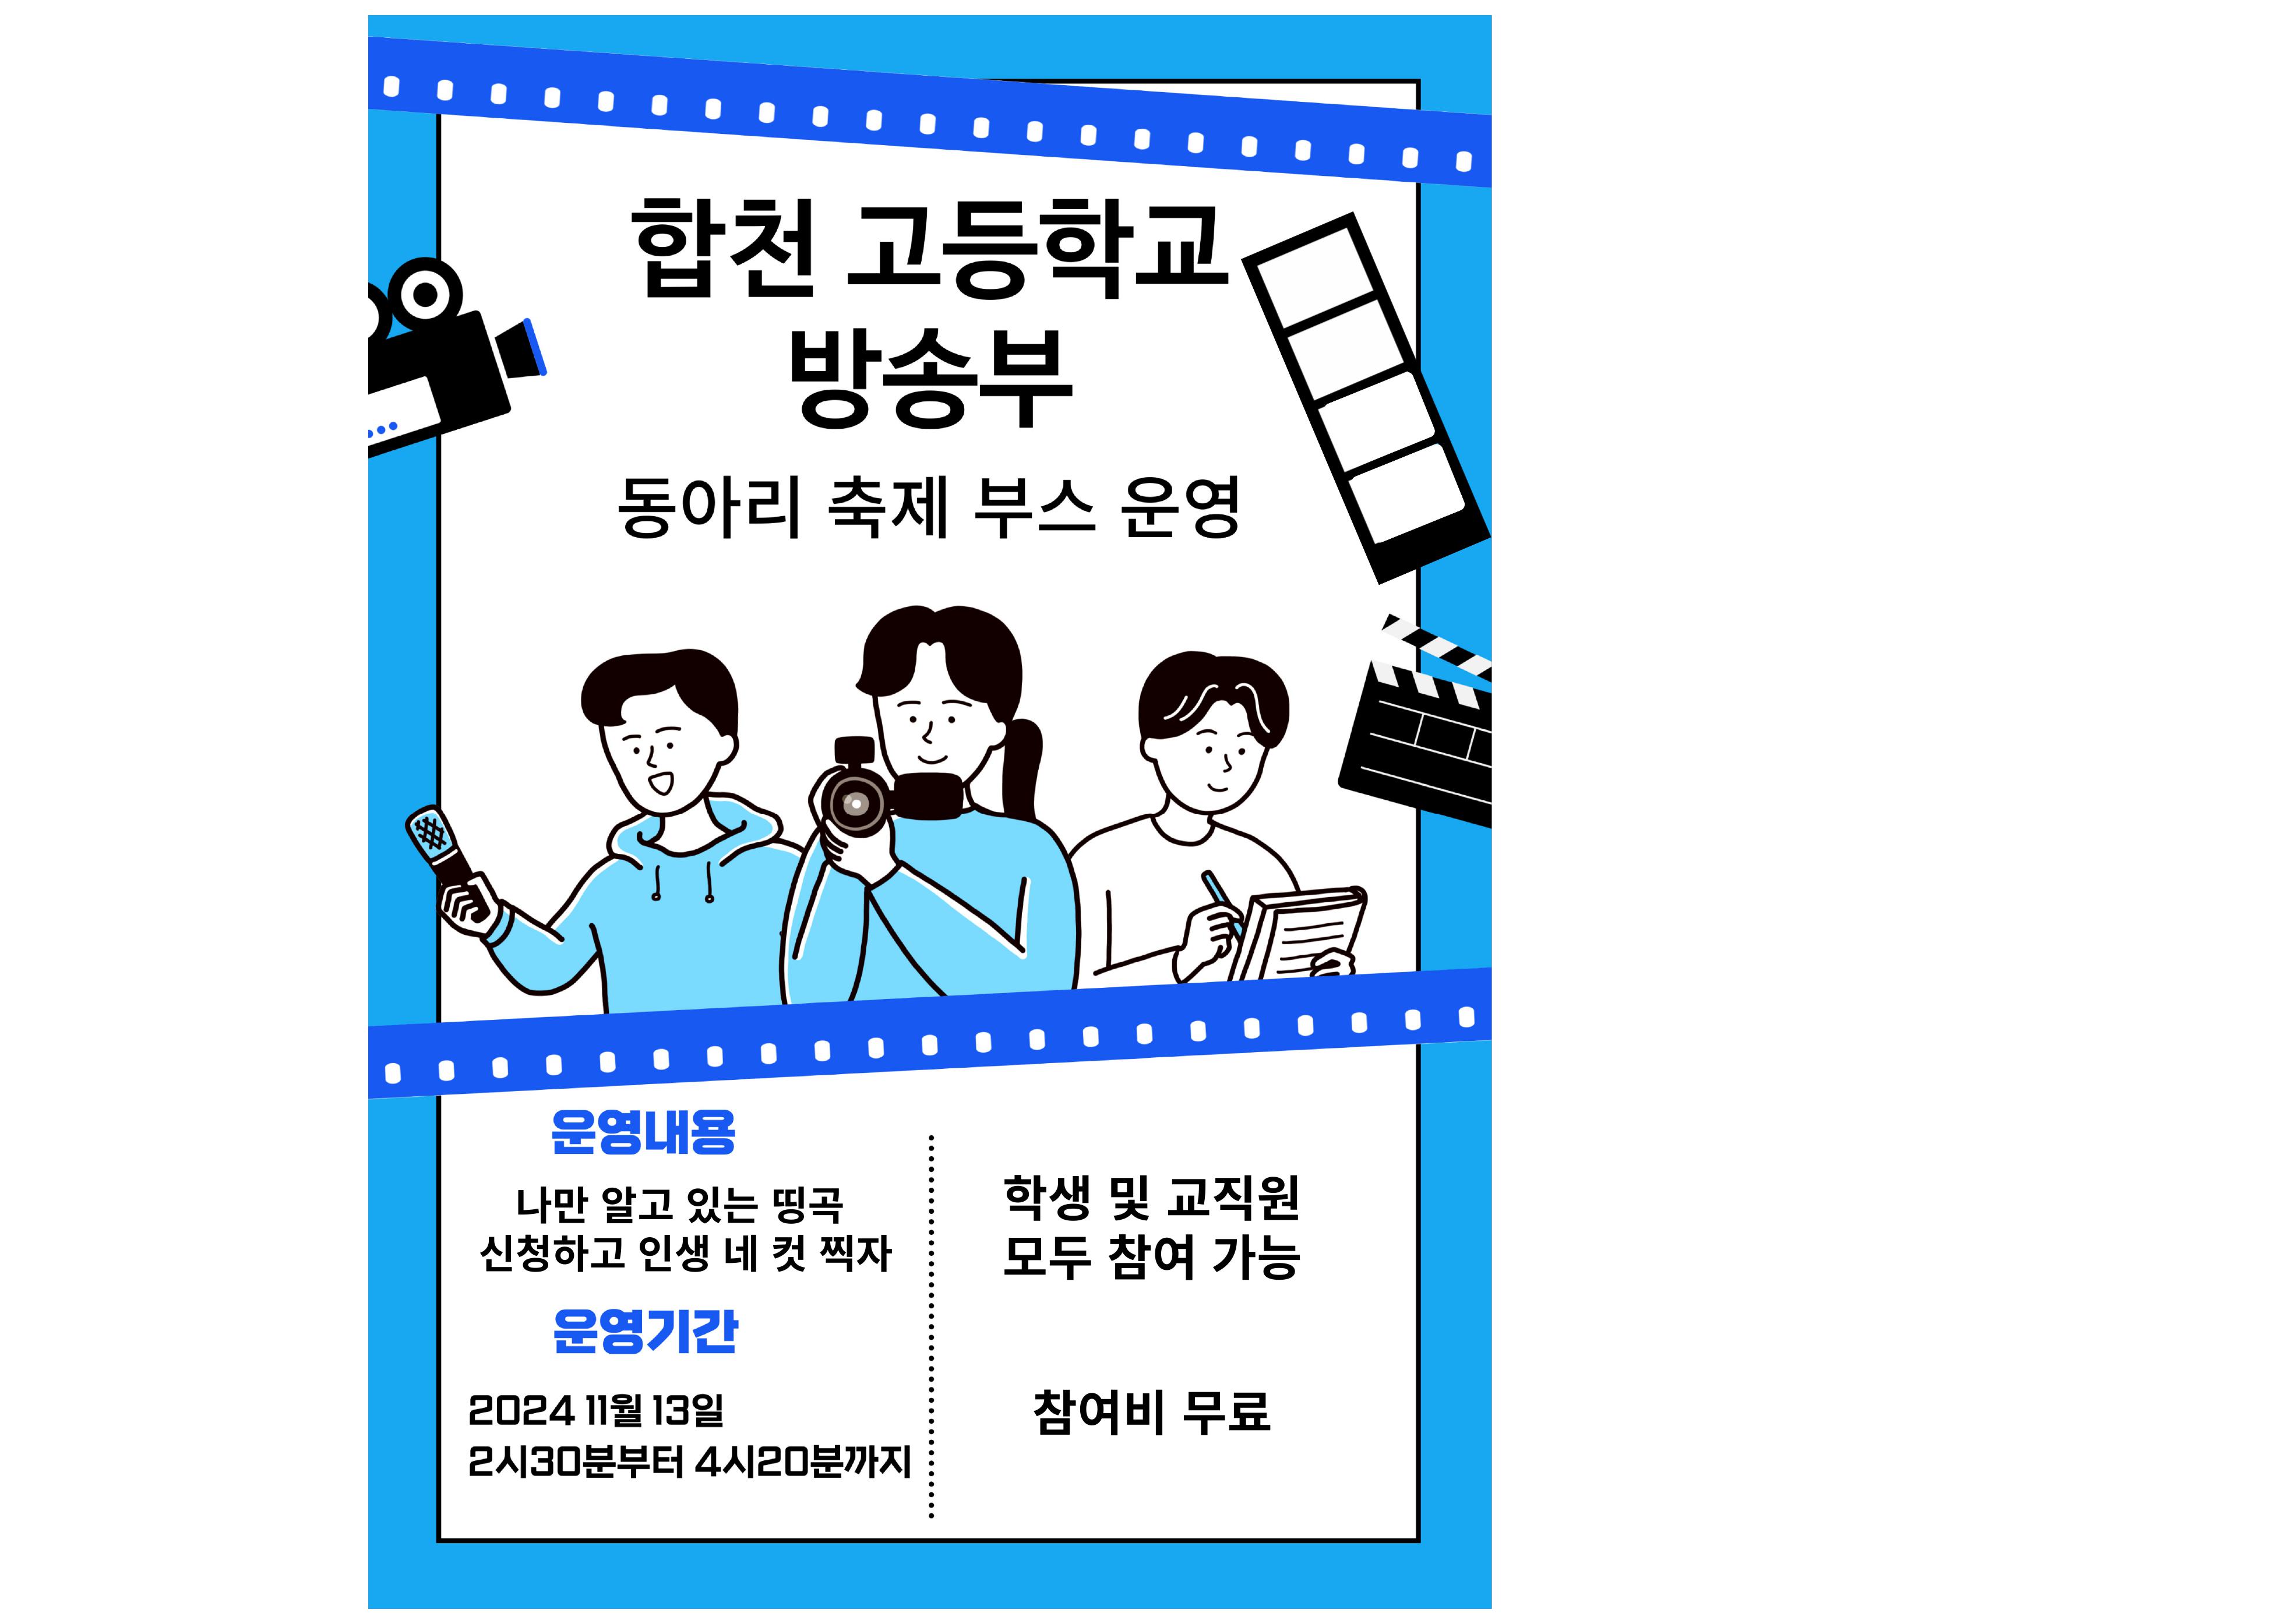 합천 고등학교
방송부
동아리 축제 부스 운영
운영내용
나만 알고 있는 띵곡
신청하고 인생 네 컷 찍자
운영기간
2024 11월 13일
2시30분부터 4시20분까지
학생 및 교직원
모두 참여 가능
참여비 무료